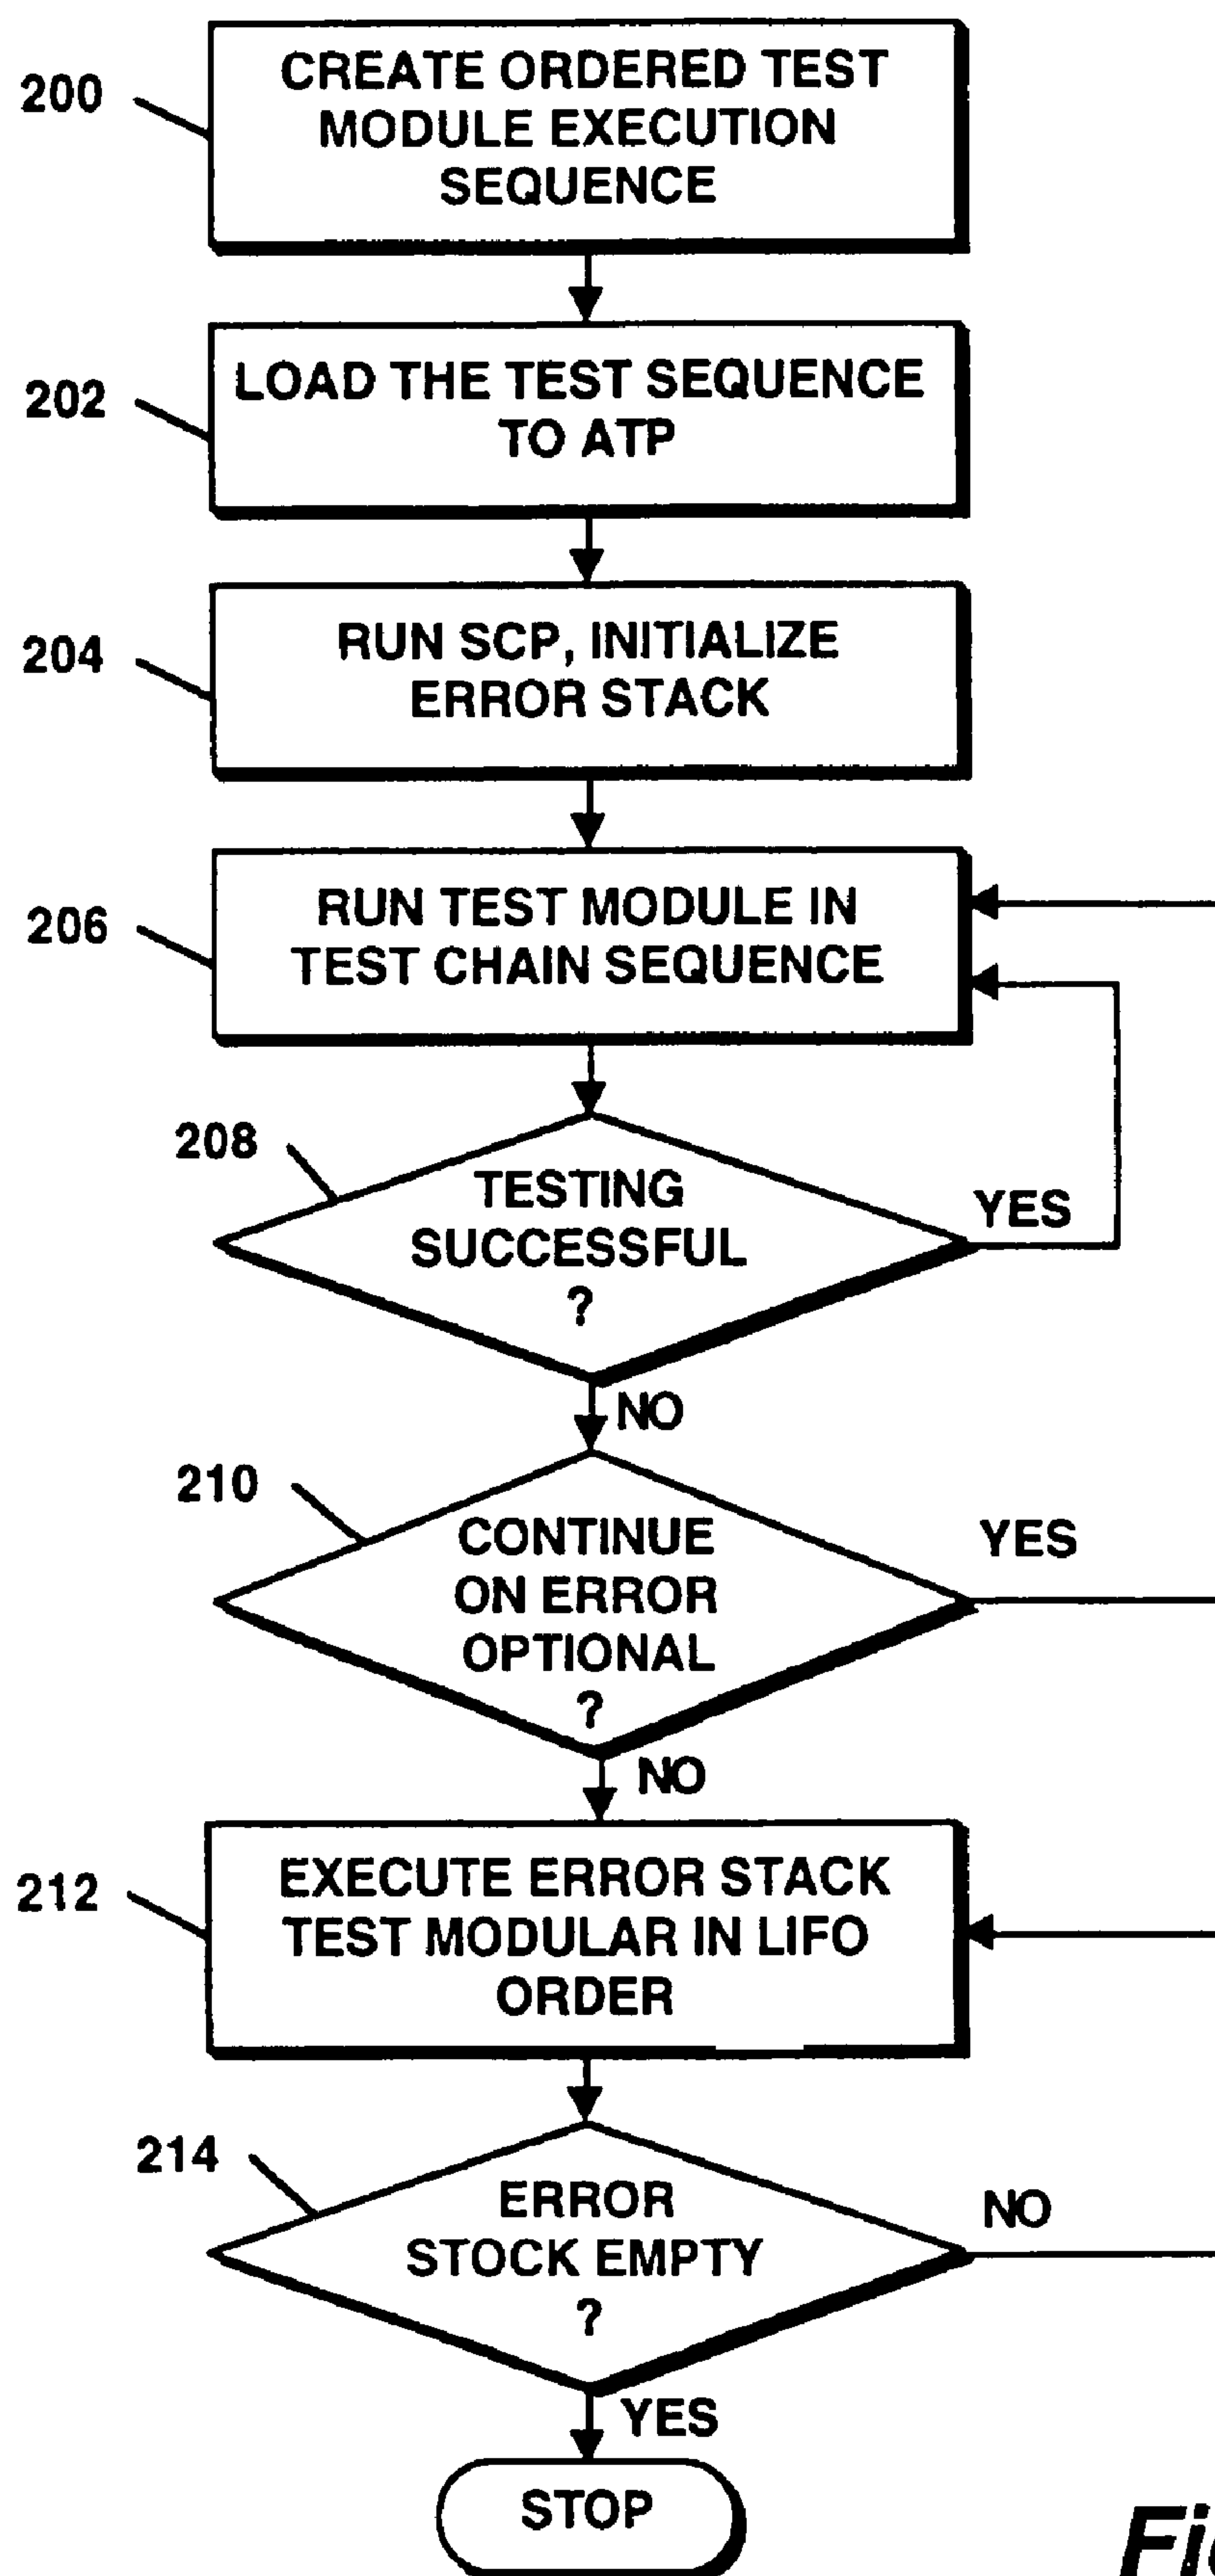 200
CREATE ORDERED TEST
MODULE EXECUTION
SEQUENCE
202
LOAD THE TEST SEQUENCE
TO ATP
204
RUN SCP, INITIALIZE
ERROR STACK
206
RUN TEST MODULE IN
TEST CHAIN SEQUENCE
208
TESTING
SUCCESSFUL
?
YES
NO
210
CONTINUE
ON ERROR
OPTIONAL
?
YES
NO
212
EXECUTE ERROR STACK
TEST MODULAR IN LIFO
ORDER
214
ERROR
STOCK EMPTY
?
NO
YES
STOP